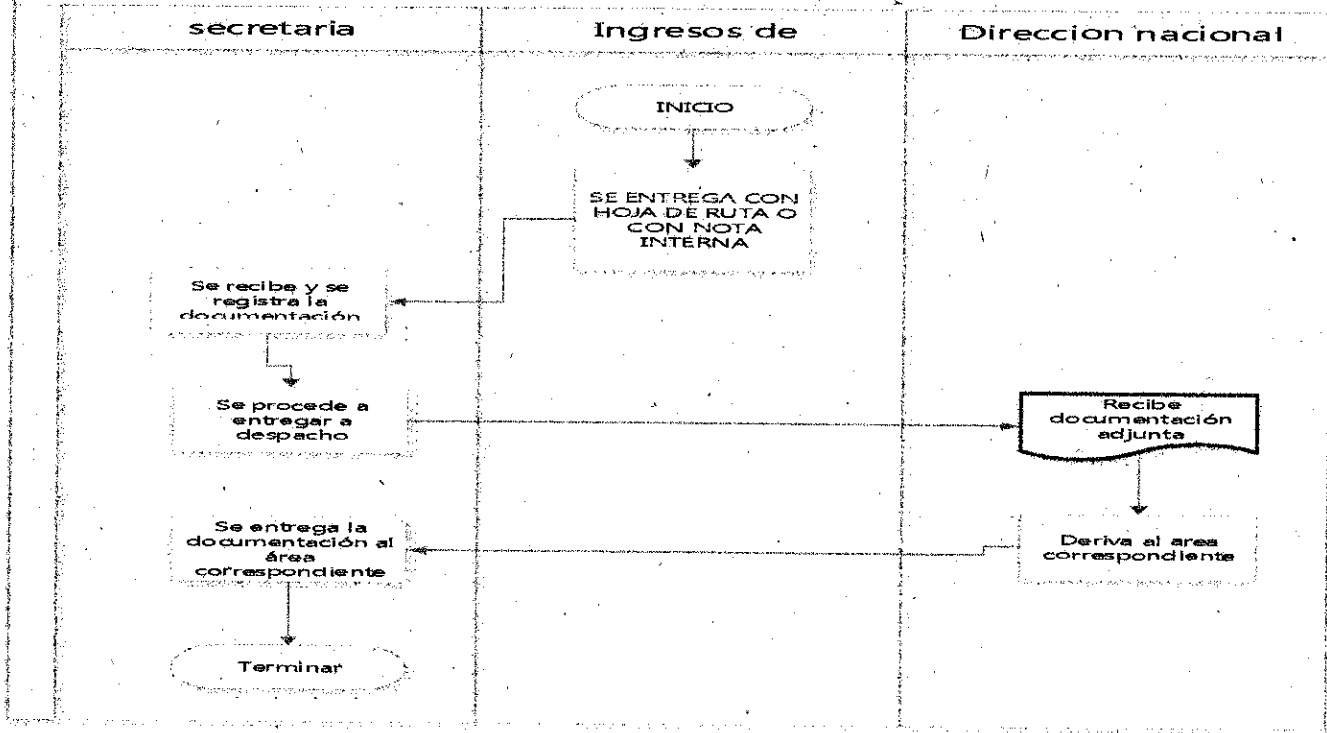 secretaria
Ingresos de
Direccion nacional
INICIO
SE ENTREGA CON
HOJA DE RUTA O
CON NOTA
INTERNA
Se recibe y se
registra la
documentación
Se procede a
entregar a
despacho
Recibe
documentación
adjunta
Deriva al area
correspondiente
Se entrega la
documentación al
área
correspondiente
Terminar